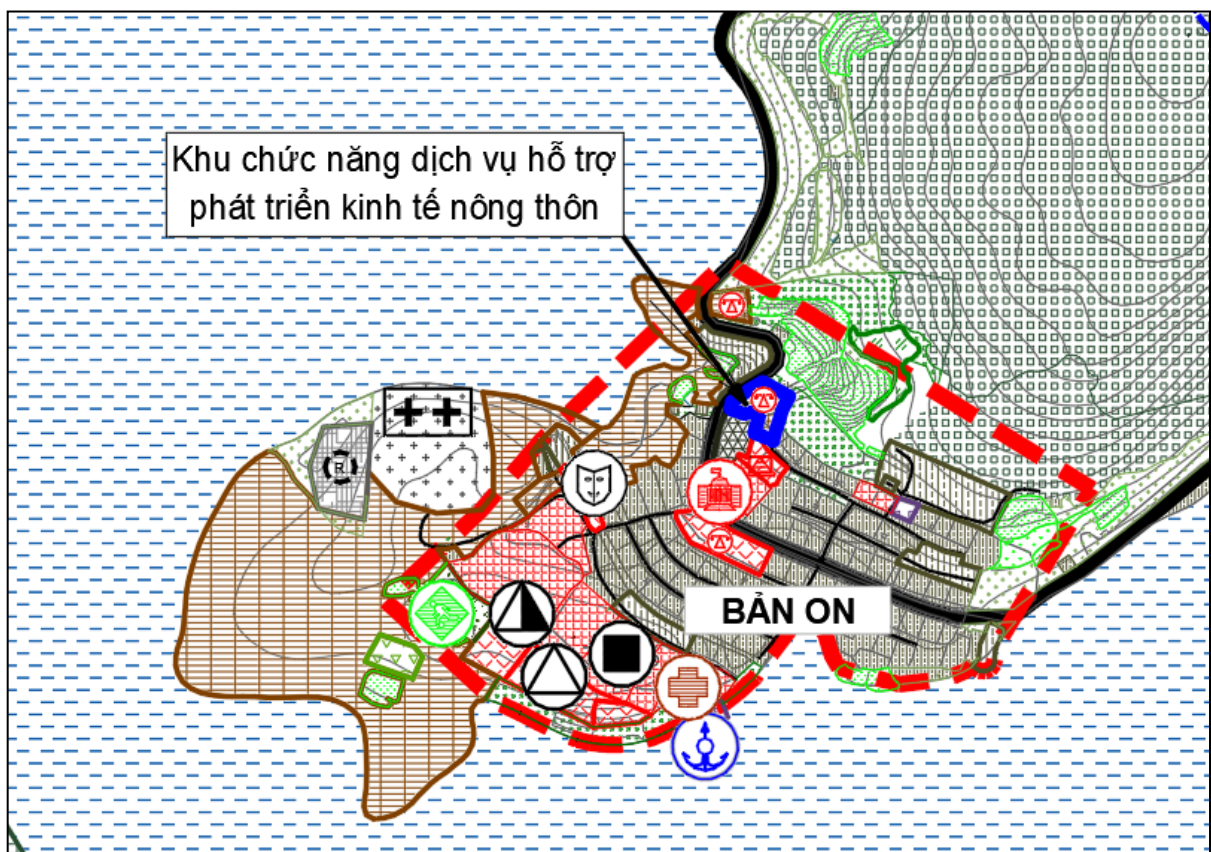 Khu chức năng dịch vụ hỗ trợ
phát triển kinh tế nông thôn
R
BẢN ON